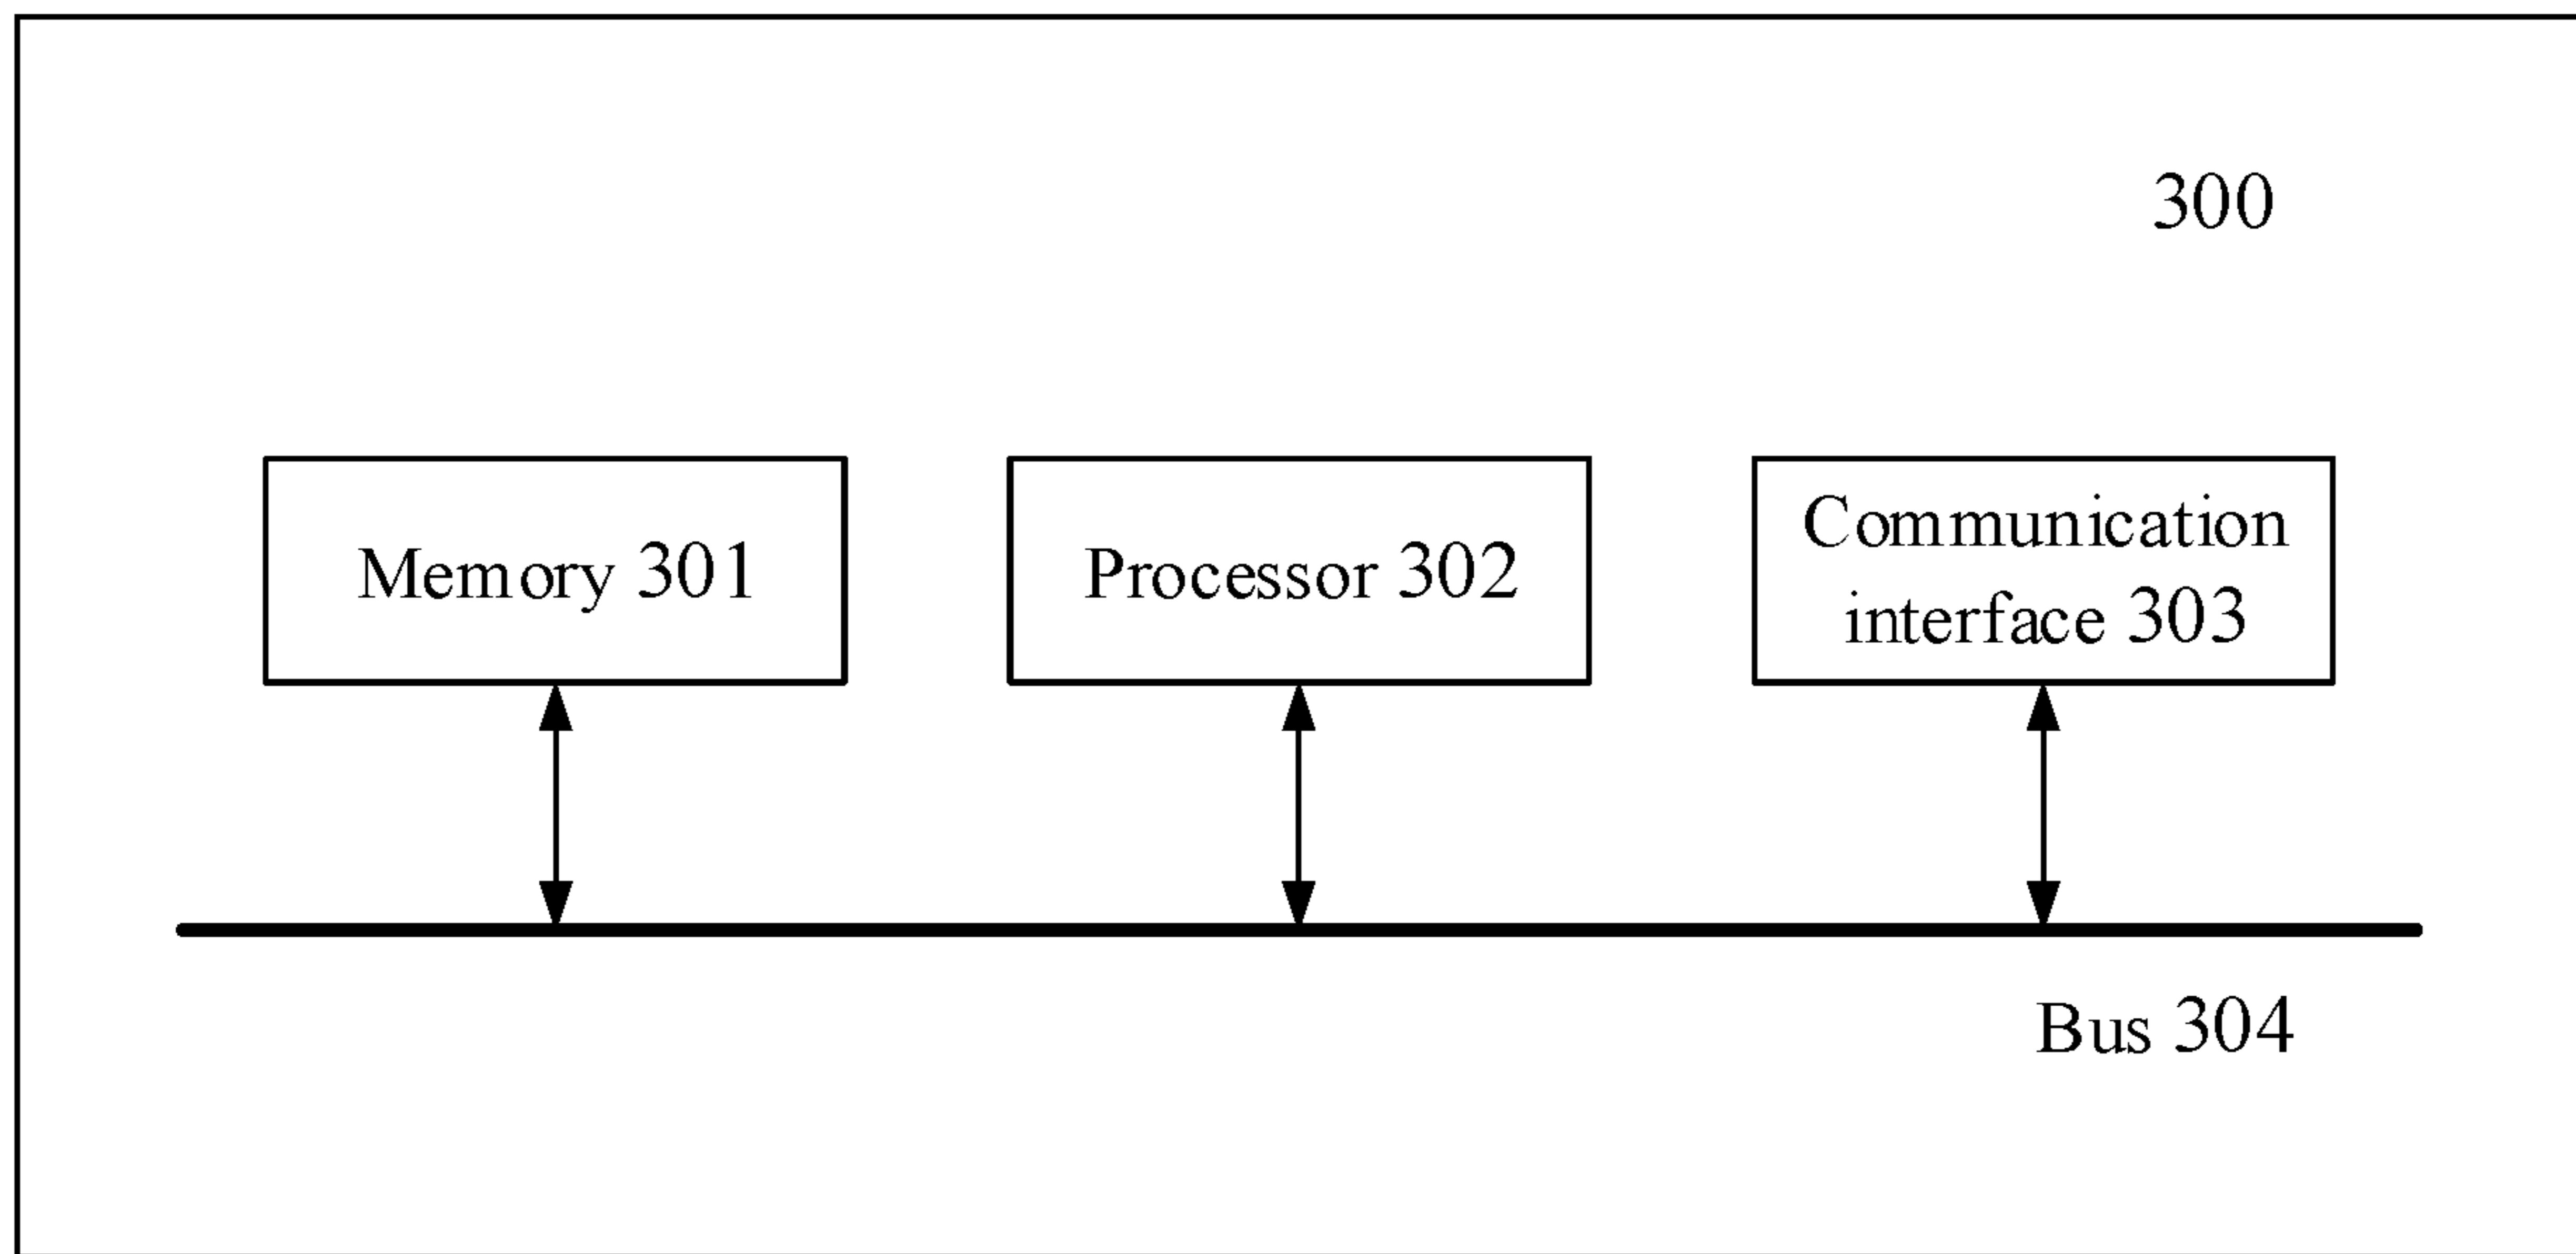 300
Memory 301
Processor 302
Communication
interface 303
Bus 304